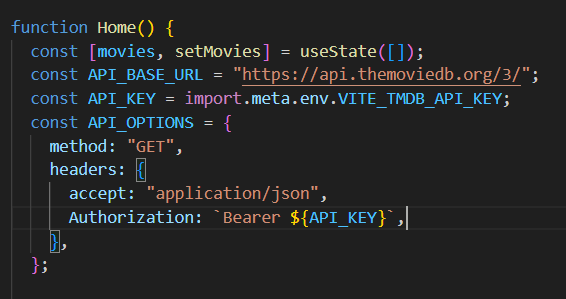 function Home() {
const [movies, setMovies] = useState([]);
const API_BASE_URL = "https://api.themoviedb.org/3/";
const API_KEY = import.meta.env.VITE_TMDB_API_KEY;
const API_OPTIONS = {
method: "GET",
headers: {
accept: "application/json",
Authorization: `Bearer ${API_KEY}`,
},
};